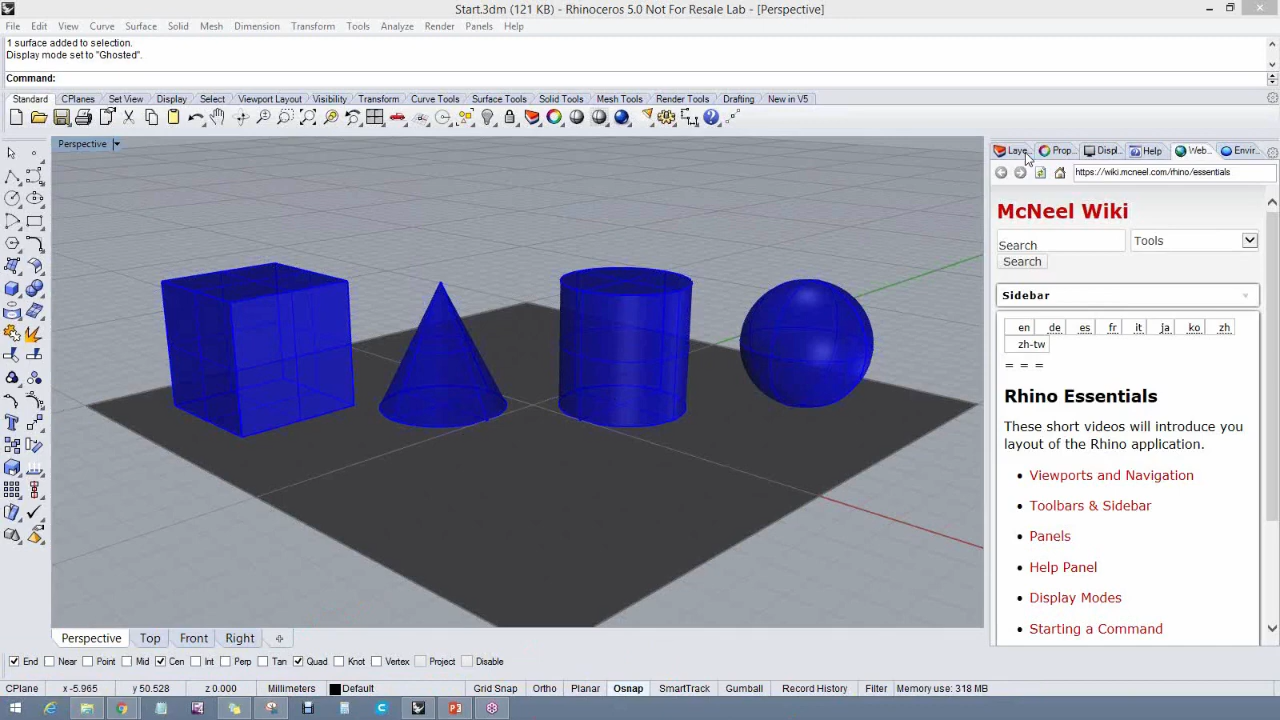 Start.3dm (121 KB) - Rhinoceros 5.0 Not For Resale Lab - [Perspective]
File Edit View Curve Surface Solid Mesh Dimension Transform Tools Analyze Render Panels Help
1 surface added to selection.
Display mode set to "Ghosted".
Command:
Standard CPlanes Set View Display Select Viewport Layout Visibility Transform Curve Tools Surface Tools Solid Tools Mesh Tools Render Tools Drafting New in V5
Perspective
Laye... Prop... Displ... Help Web... Envir...
https://wiki.mcneel.com/rhino/essentials
McNeel Wiki
Search Tools
Search
Sidebar
en de es fr it ja ko zh
zh-tw
= = =
Rhino Essentials
These short videos will introduce you
layout of the Rhino application.
• Viewports and Navigation
• Toolbars & Sidebar
• Panels
• Help Panel
• Display Modes
• Starting a Command
Perspective Top Front Right
End Near Point Mid Cen Int Perp Tan Quad Knot Vertex Project Disable
CPlane x -5.965 y 50.528 z 0.000 Millimeters Default Grid Snap Ortho Planar Osnap SmartTrack Gumball Record History Filter Memory use: 318 MB